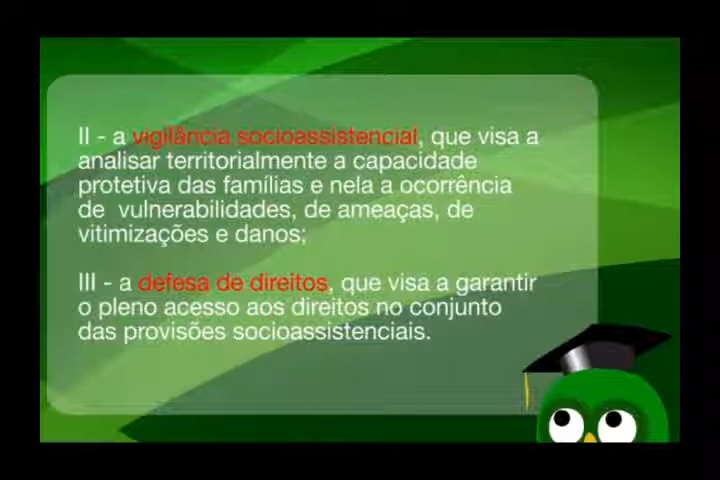 II - a vigilância socioassistencial, que visa a
analisar territorialmente a capacidade
protetiva das famílias e nela a ocorrência
de vulnerabilidades, de ameaças, de
vitimizações e danos;
III - a defesa de direitos, que visa a garantir
o pleno acesso aos direitos no conjunto
das provisões socioassistenciais.